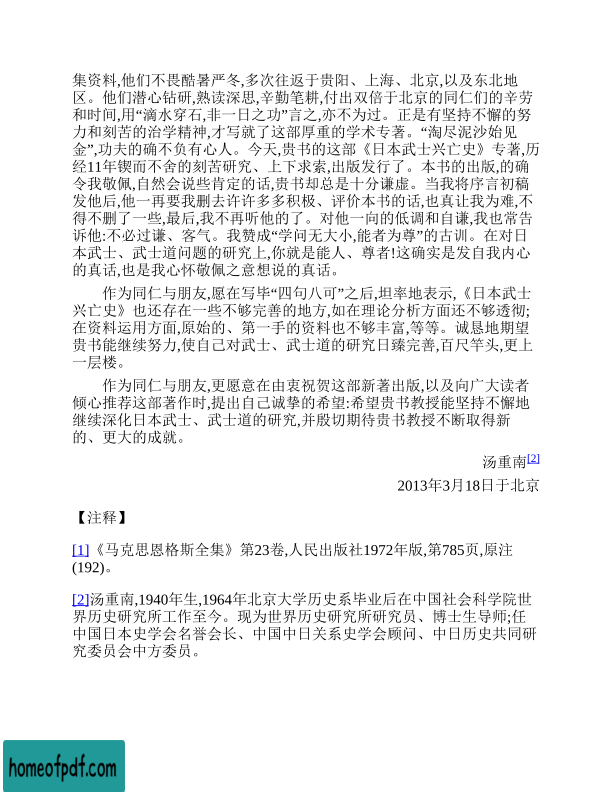 集资料,他们不畏酷暑严冬,多次往返于贵阳、上海、北京,以及东北地
区。他们潜心钻研,熟读深思,辛勤笔耕,付出双倍于北京的同仁们的辛劳
和时间,用“滴水穿石,非一日之功”言之,亦不为过。正是有坚持不懈的努
力和刻苦的治学精神,才写就了这部厚重的学术专著。“淘尽泥沙始见
金”,功夫的确不负有心人。今天,贵书的这部《日本武士兴亡史》专著,历
经11年锲而不舍的刻苦研究、上下求索,出版发行了。本书的出版,的确
令我敬佩,自然会说些肯定的话,贵书却总是十分谦虚。当我将序言初稿
发他后,他一再要我删去许许多多积极、评价本书的话,也真让我为难,不
得不删了一些,最后,我不再听他的了。对他一向的低调和自谦,我也常告
诉他:不必过谦、客气。我赞成“学问无大小,能者为尊”的古训。在对日
本武士、武士道问题的研究上,你就是能人、尊者!这确实是发自我内心
的真话,也是我心怀敬佩之意想说的真话。
作为同仁与朋友,愿在写毕“四句八可”之后,坦率地表示,《日本武士
兴亡史》也还存在一些不够完善的地方,如在理论分析方面还不够透彻;
在资料运用方面,原始的、第一手的资料也不够丰富,等等。诚恳地期望
贵书能继续努力,使自己对武士、武士道的研究日臻完善,百尺竿头,更上
一层楼。
作为同仁与朋友,更愿意在由衷祝贺这部新著出版,以及向广大读者
倾心推荐这部著作时,提出自己诚挚的希望:希望贵书教授能坚持不懈地
继续深化日本武士、武士道的研究,并殷切期待贵书教授不断取得新
的、更大的成就。
汤重南[2]
2013年3月18日于北京
【注释】
[1]《马克思恩格斯全集》第23卷,人民出版社1972年版,第785页,原注
(192)。
[2]汤重南,1940年生,1964年北京大学历史系毕业后在中国社会科学院世
界历史研究所工作至今。现为世界历史研究所研究员、博士生导师;任
中国日本史学会名誉会长、中国中日关系史学会顾问、中日历史共同研
究委员会中方委员。
homeofpdf.com